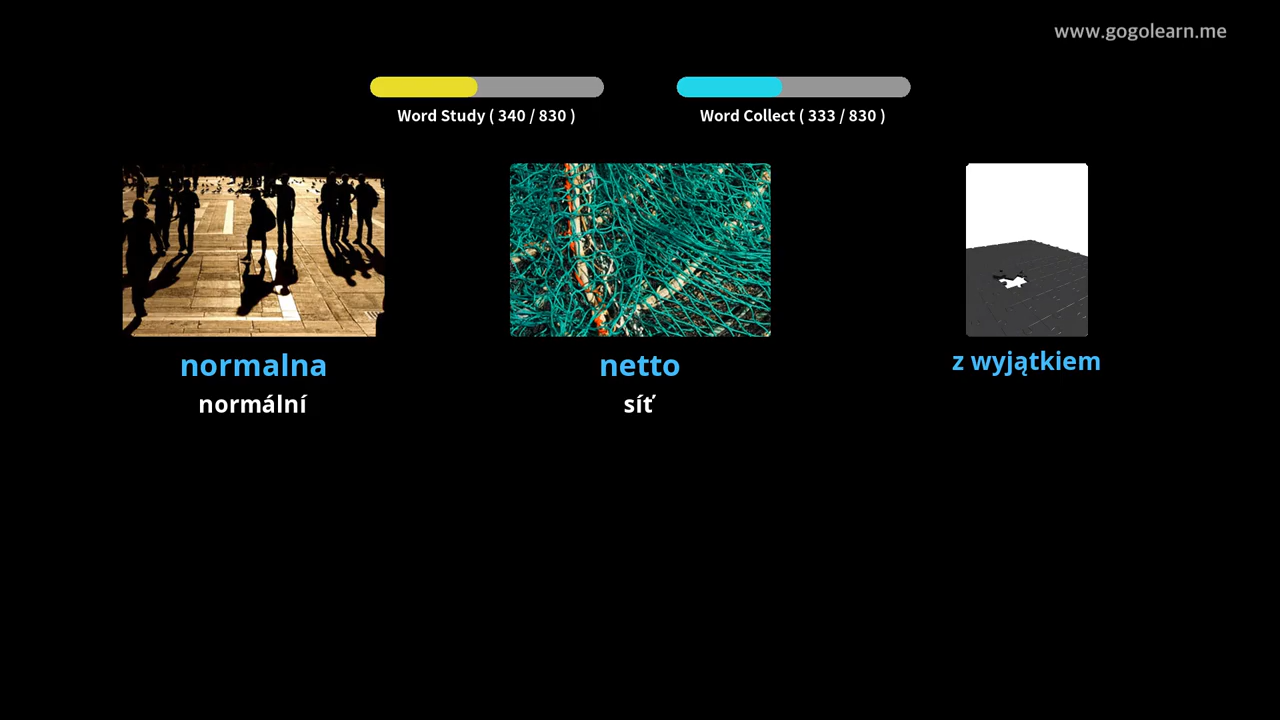 www.gogolearn.me
Word Study ( 340 / 830 )
Word Collect ( 333 / 830 )
normalna
netto
z wyjątkiem
normální
síť